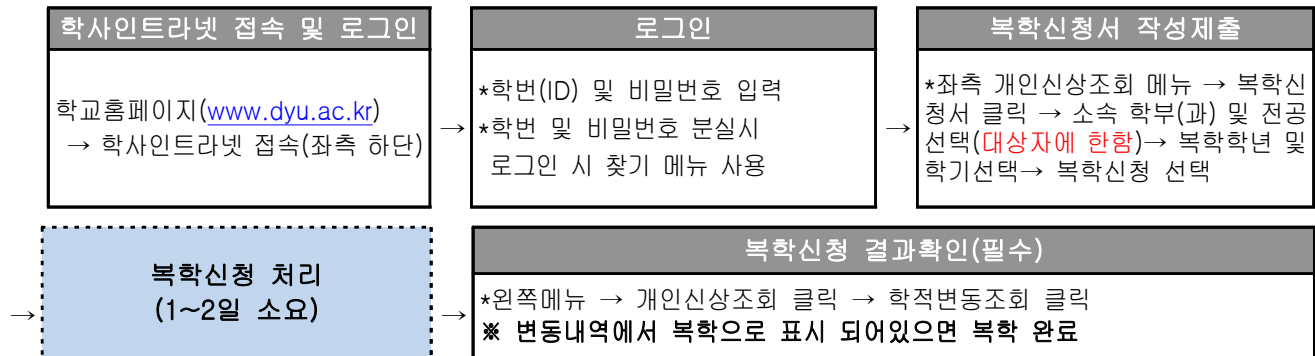 학사인트라넷 접속 및 로그인
학교홈페이지(www.dyu.ac.kr)
→ 학사인트라넷 접속(좌측 하단)
→
로그인
*학번(ID) 및 비밀번호 입력
*학번 및 비밀번호 분실시
로그인 시 찾기 메뉴 사용
→
복학신청서 작성제출
*좌측 개인신상조회 메뉴 → 복학신
청서 클릭 → 소속 학부(과) 및 전공
선택(대상자에 한함)→ 복학학년 및
학기선택→ 복학신청 선택
→
복학신청 처리
(1~2일 소요)
→
복학신청 결과확인(필수)
*왼쪽메뉴 → 개인신상조회 클릭 → 학적변동조회 클릭
※ 변동내역에서 복학으로 표시 되어있으면 복학 완료